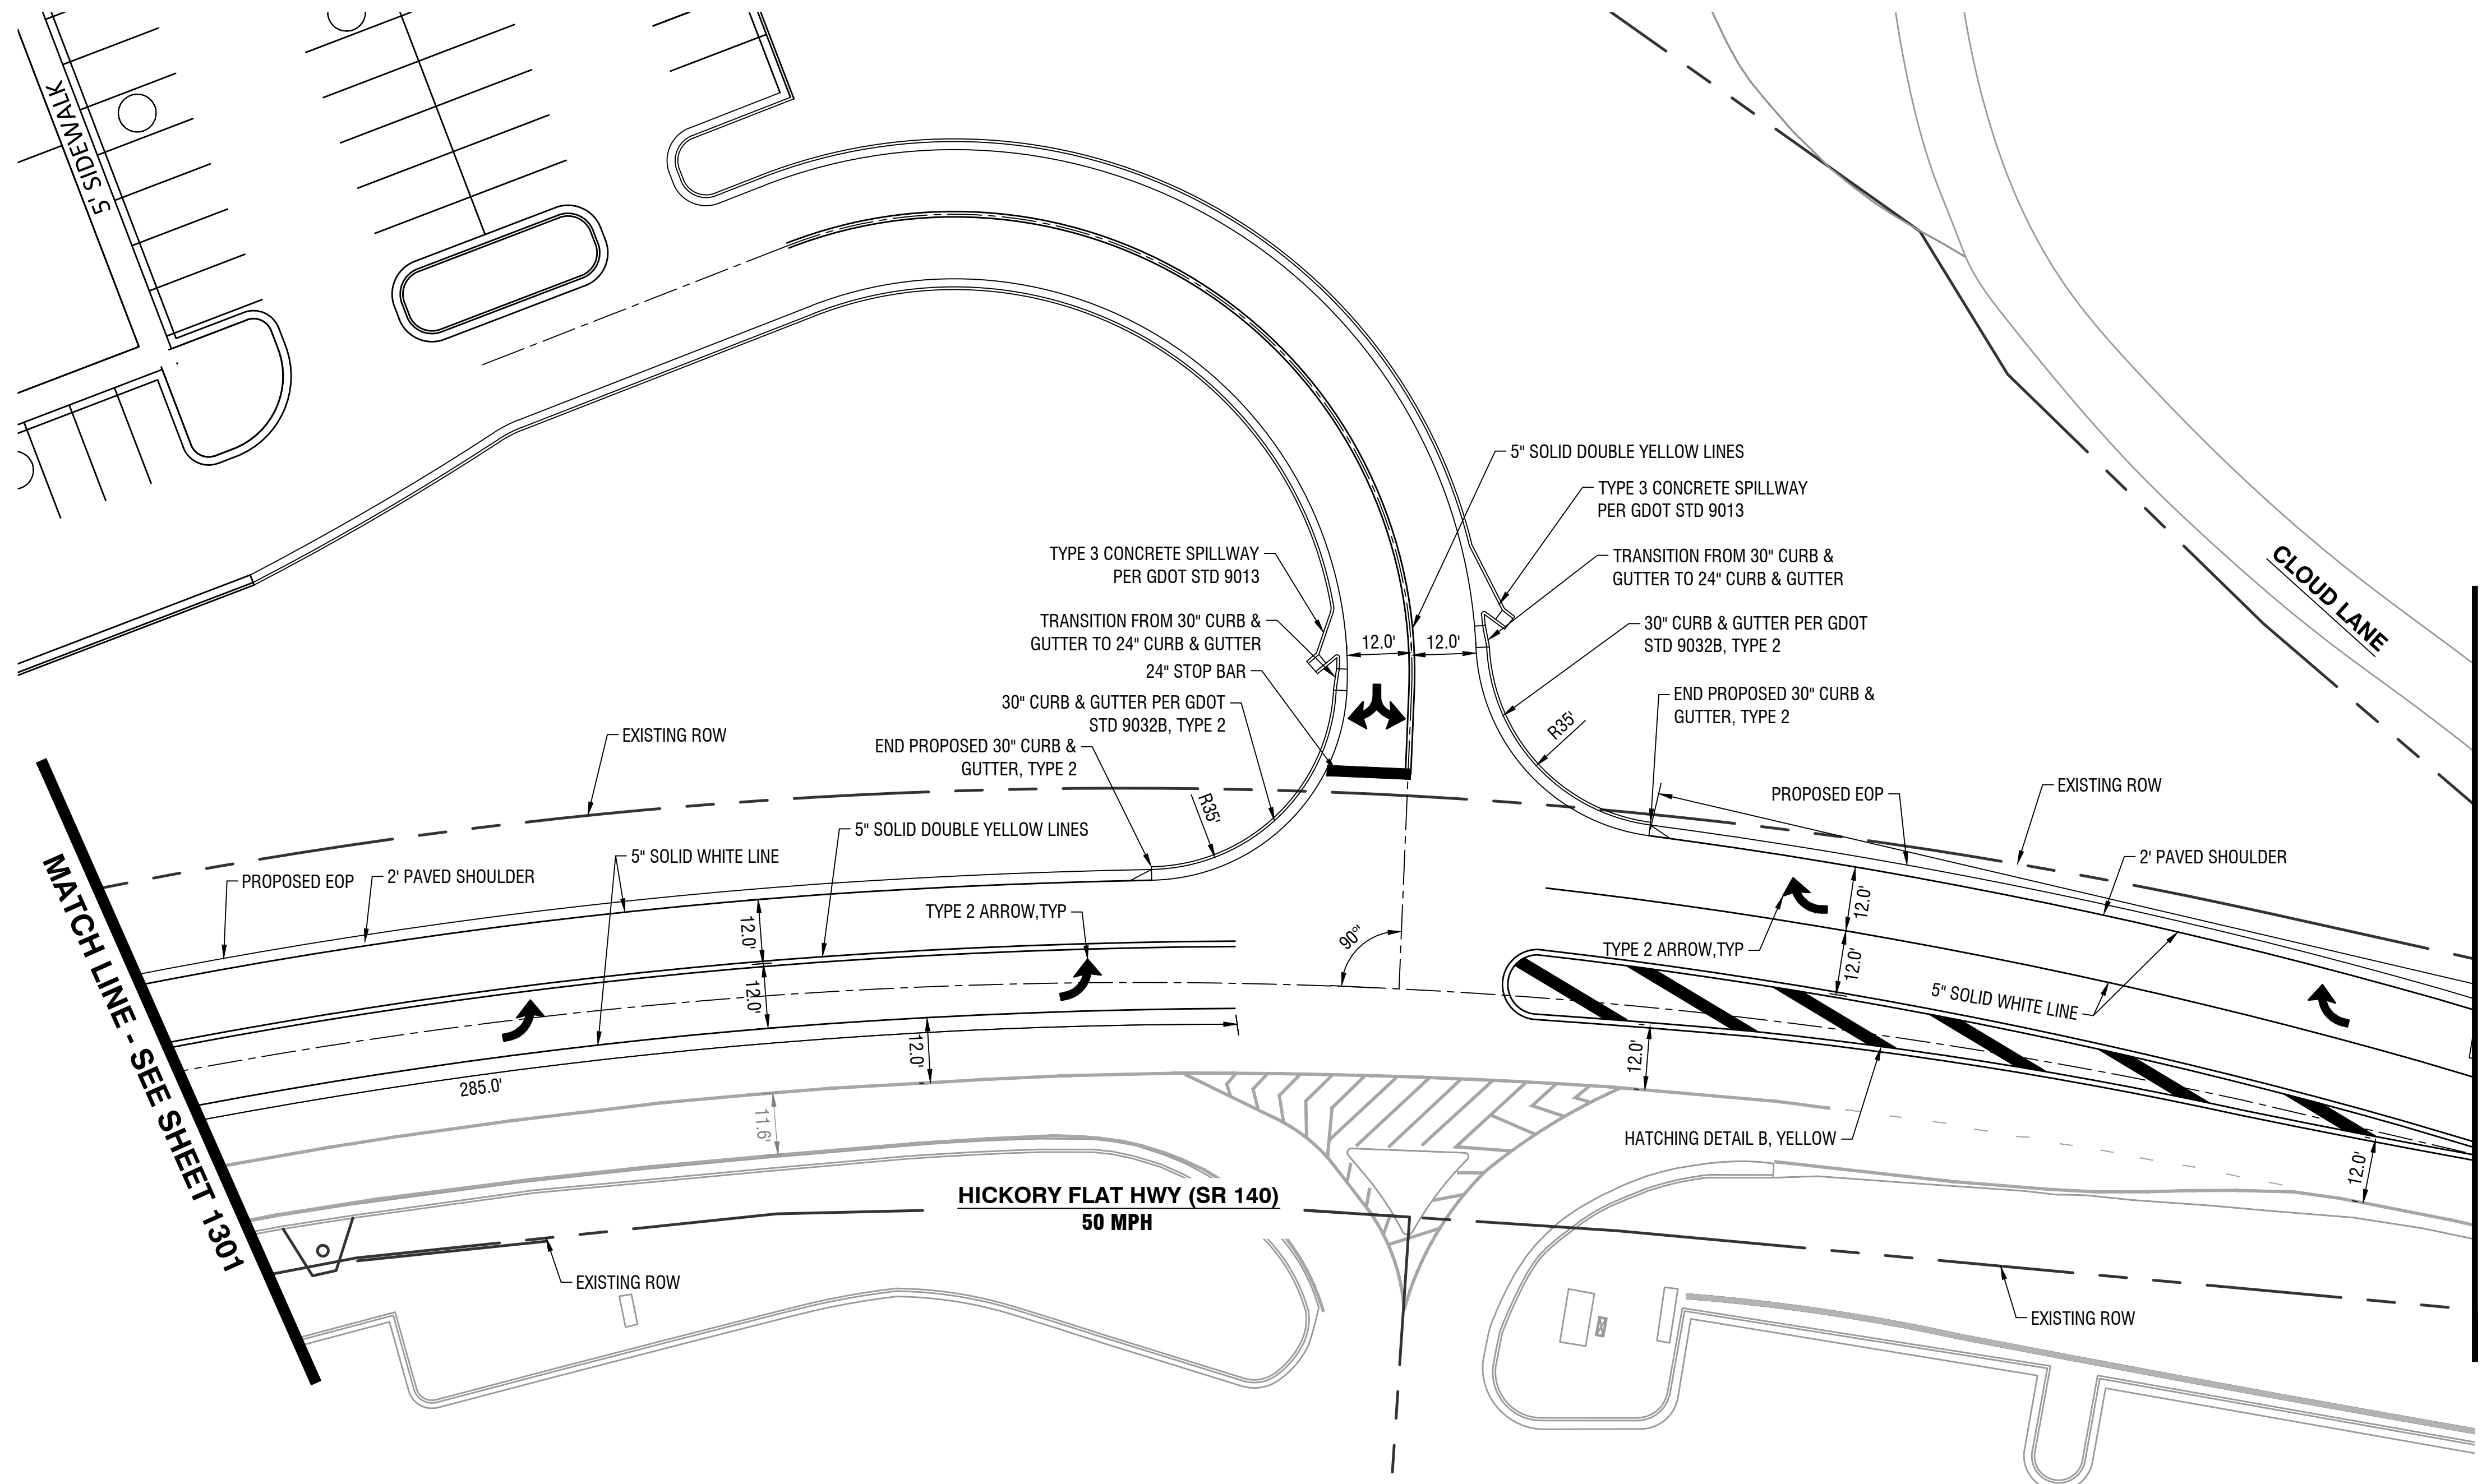 5' SIDEWALK
5" SOLID DOUBLE YELLOW LINES
TYPE 3 CONCRETE SPILLWAY
PER GDOT STD 9013
TYPE 3 CONCRETE SPILLWAY
PER GDOT STD 9013
TRANSITION FROM 30" CURB &
GUTTER TO 24" CURB & GUTTER
CLOUD LANE
TRANSITION FROM 30" CURB &
GUTTER TO 24" CURB & GUTTER
30" CURB & GUTTER PER GDOT
STD 9032B, TYPE 2
12.0'
12.0'
24" STOP BAR
30" CURB & GUTTER PER GDOT
STD 9032B, TYPE 2
END PROPOSED 30" CURB &
GUTTER, TYPE 2
R35'
EXISTING ROW
END PROPOSED 30" CURB &
GUTTER, TYPE 2
EXISTING ROW
PROPOSED EOP
R35'
5" SOLID DOUBLE YELLOW LINES
5" SOLID WHITE LINE
2' PAVED SHOULDER
PROPOSED EOP
2' PAVED SHOULDER
MATCH LINE - SEE SHEET 1301
TYPE 2 ARROW,TYP
12.0'
12.0'
90°
TYPE 2 ARROW,TYP
12.0'
12.0'
5" SOLID WHITE LINE
285.0'
12.0'
12.0'
11.6'
HATCHING DETAIL B, YELLOW
12.0'
HICKORY FLAT HWY (SR 140)
50 MPH
EXISTING ROW
EXISTING ROW